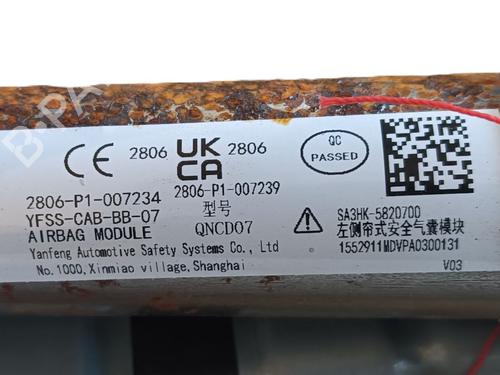 CE 2806 UK CA 2806
QC PASSED
2806-P1-007234
2806-P1-007239
YFSS-CAB-BB-07
型号
AIRBAG MODULE
QNCD07
Yanfeng Automotive Safety Systems Co., Ltd
No.1000, Xinmiao village, Shanghai
SA3HK-5820700
左侧帘式安全气囊模块
1552911MDVPA0300131
V03
B-PA